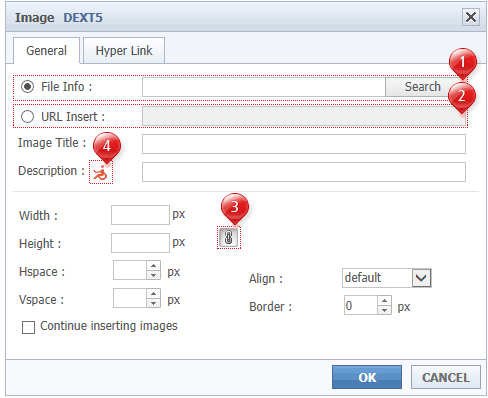 Image DEXT5
General Hyper Link
1
File Info : Search
2
URL Insert :
Image Title :
4
Description :
3
Width : px
Height : px
Hspace : px Align : default
Vspace : px Border : 0 px
Continue inserting images
OK CANCEL